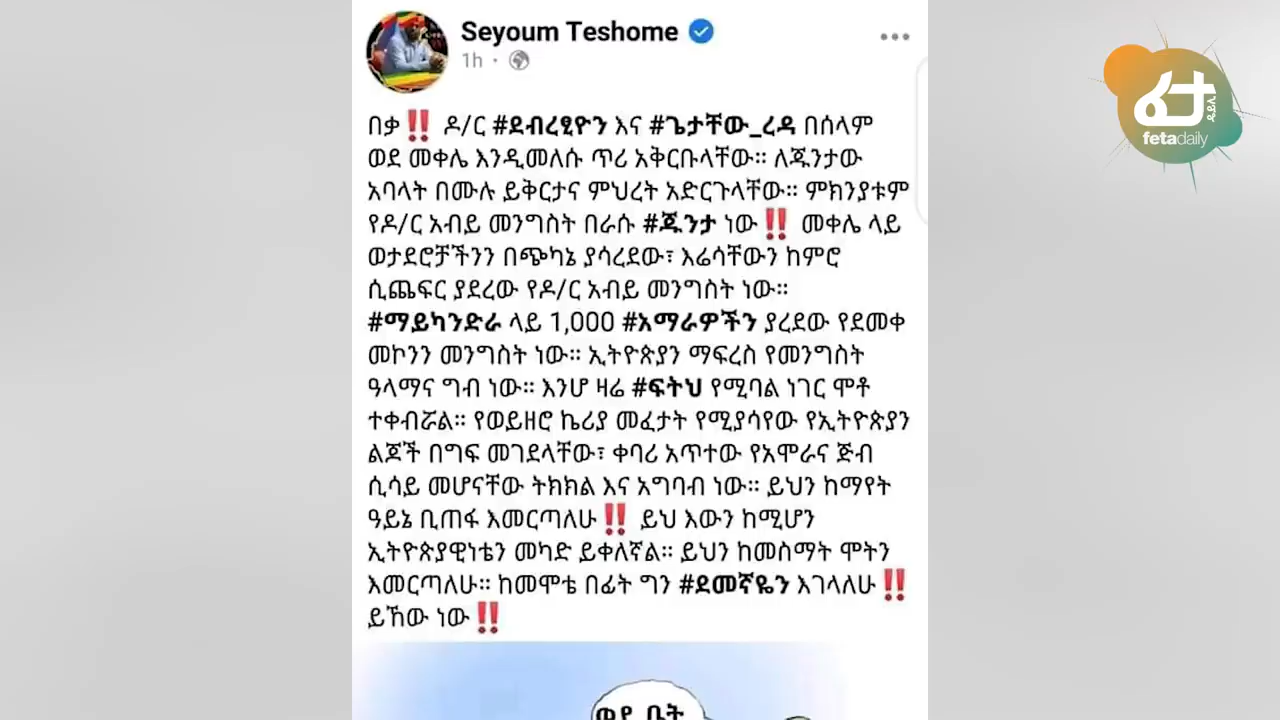 Seyoum Teshome
1h ·
በቃ‼️ ዶ/ር #ደብረፂዮን እና #ጌታቸው_ረዳ በሰላም
ወደ መቀሌ እንዲመለሱ ጥሪ አቅርቡላቸው። ለጁንታው
አባላት በሙሉ ይቅርታና ምህረት አድርጉላቸው። ምክንያቱም
የዶ/ር አብይ መንግስት በራሱ #ጁንታ ነው‼️ መቀሌ ላይ
ወታደሮቻችንን በጭካኔ ያሳረደው፣ እሬሳቸውን ከምሮ
ሲጨፍር ያደረው የዶ/ር አብይ መንግስት ነው።
#ማይካንድራ ላይ 1,000 #አማራዎችን ያረደው የደመቀ
መኮንን መንግስት ነው። ኢትዮጵያን ማፍረስ የመንግስት
ዓላማና ግብ ነው። እንሆ ዛሬ #ፍትህ የሚባል ነገር ሞቶ
ተቀብሯል። የወይዘሮ ኬሪያ መፈታት የሚያሳየው የኢትዮጵያን
ልጆች በግፍ መገደላቸው፣ ቀባሪ አጥተው የአሞራና ጅብ
ሲሳይ መሆናቸው ትክክል እና አግባብ ነው። ይህን ከማየት
ዓይኔ ቢጠፋ እመርጣለሁ‼️ ይህ እውን ከሚሆን
ኢትዮጵያዊነቴን መካድ ይቀለኛል። ይህን ከመስማት ሞትን
እመርጣለሁ። ከመሞቴ በፊት ግን #ደመኛዬን እገላለሁ‼️
ይኸው ነው‼️
ፈታ
ዴይሊ
fetadaily